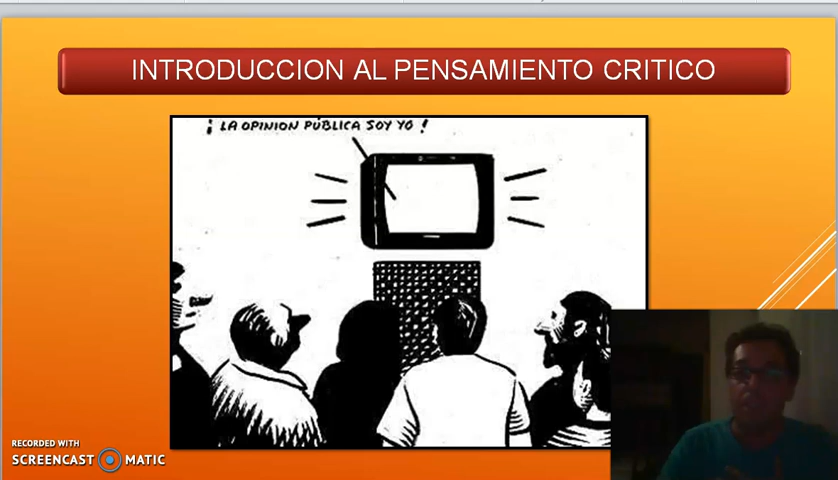 INTRODUCCION AL PENSAMIENTO CRITICO
¡ LA OPINION PÚBLICA SOY YO !
RECORDED WITH
SCREENCAST MATIC